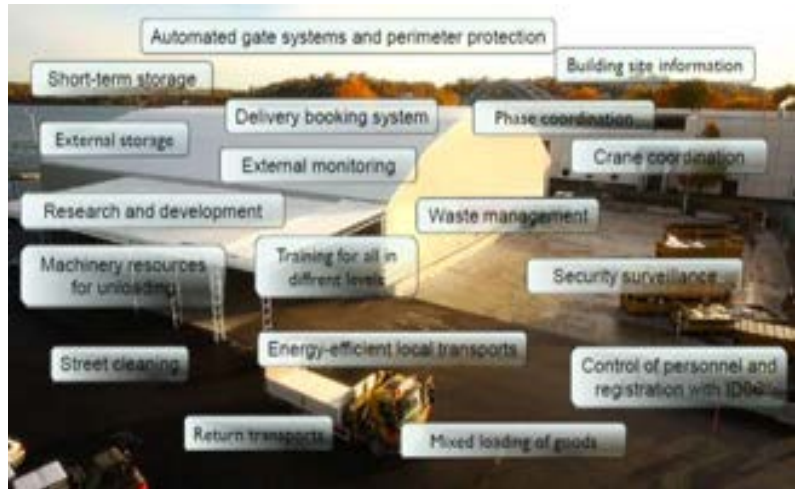 Automated gate systems and perimeter protection
Building site information
Short-term storage
Delivery booking system
Phase coordination
External storage
External monitoring
Crane coordination
Research and development
Waste management
Machinery resources
for unloading
Training for all in
diffrent levels
Security surveillance
Energy-efficient local transports
Street cleaning
Control of personnel and
registration with ID06
Return transports
Mixed loading of goods